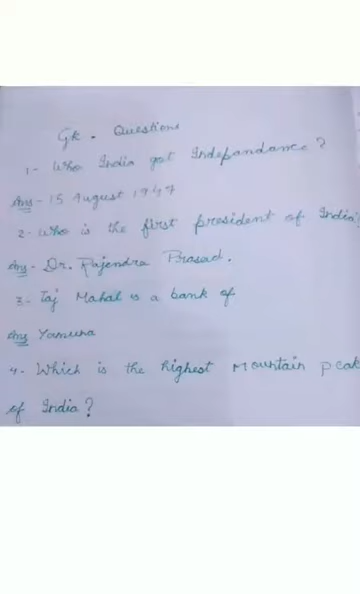 GK. Questions
1- Who India got Indepandance?
Ans - 15 August 1947
2- Who is the first president of India?
Ans - Dr. Rajendra Prasad.
3- Taj Mahal is a bank of
Ans Yamuna
4- Which is the highest Mountain peak
of India?